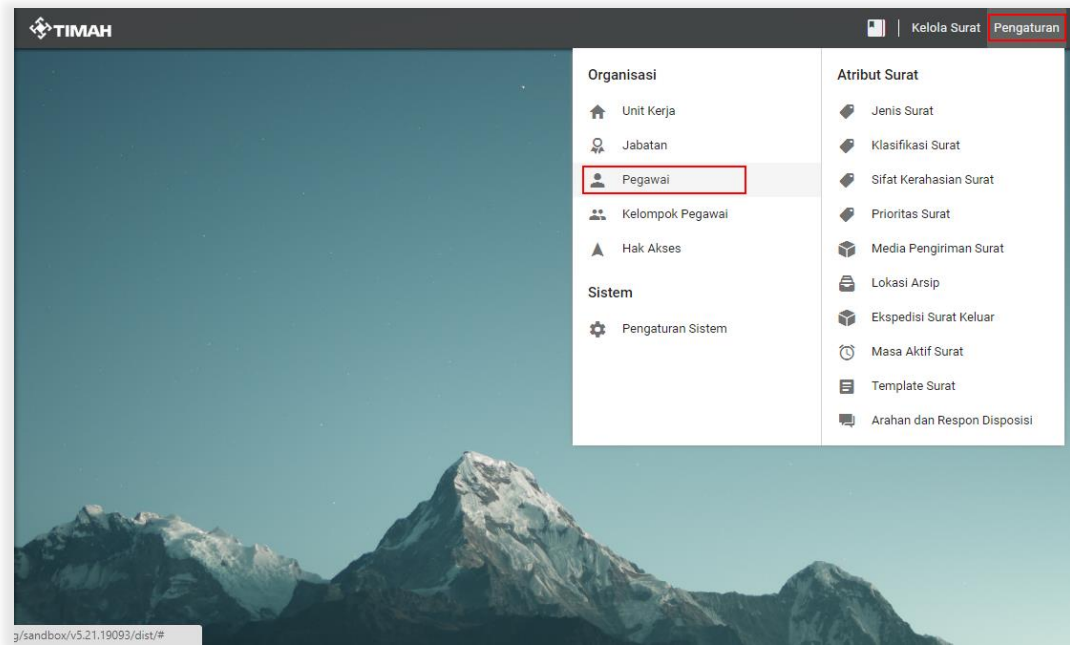 TIMAH
Kelola Surat Pengaturan
Organisasi
Unit Kerja
Jabatan
Pegawai
Kelompok Pegawai
Hak Akses
Sistem
Pengaturan Sistem
Atribut Surat
Jenis Surat
Klasifikasi Surat
Sifat Kerahasian Surat
Prioritas Surat
Media Pengiriman Surat
Lokasi Arsip
Ekspedisi Surat Keluar
Masa Aktif Surat
Template Surat
Arahan dan Respon Disposisi
g/sandbox/v5.21.19093/dist/#